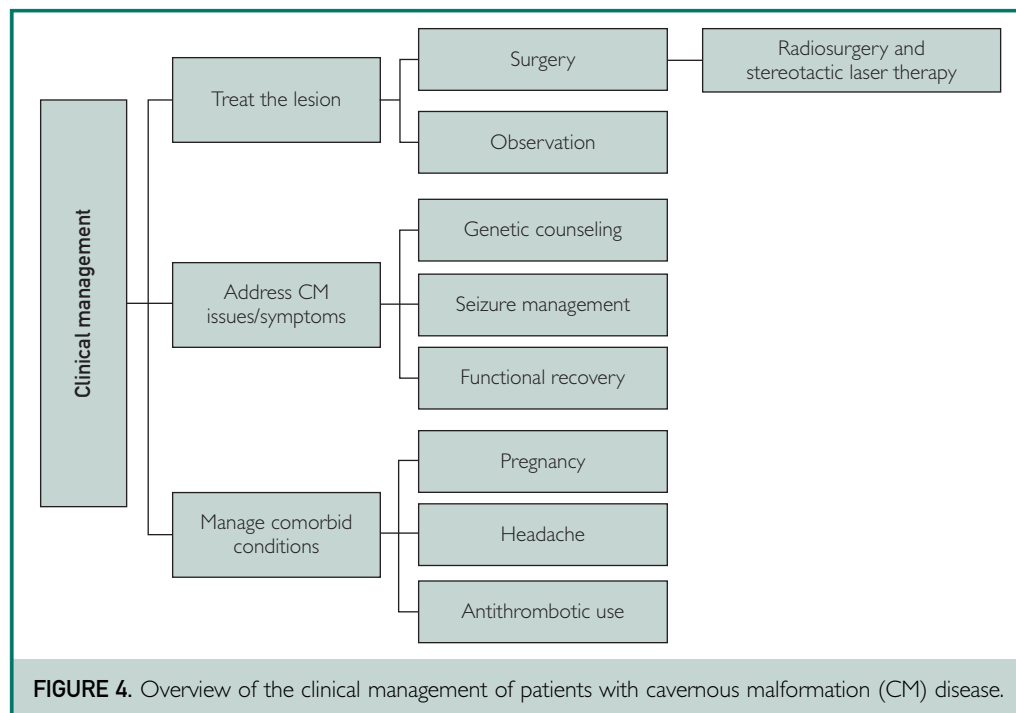 Clinical management
Treat the lesion
Surgery
Radiosurgery and
stereotactic laser therapy
Observation
Address CM
issues/symptoms
Genetic counseling
Seizure management
Functional recovery
Manage comorbid
conditions
Pregnancy
Headache
Antithrombotic use
FIGURE 4. Overview of the clinical management of patients with cavernous malformation (CM) disease.